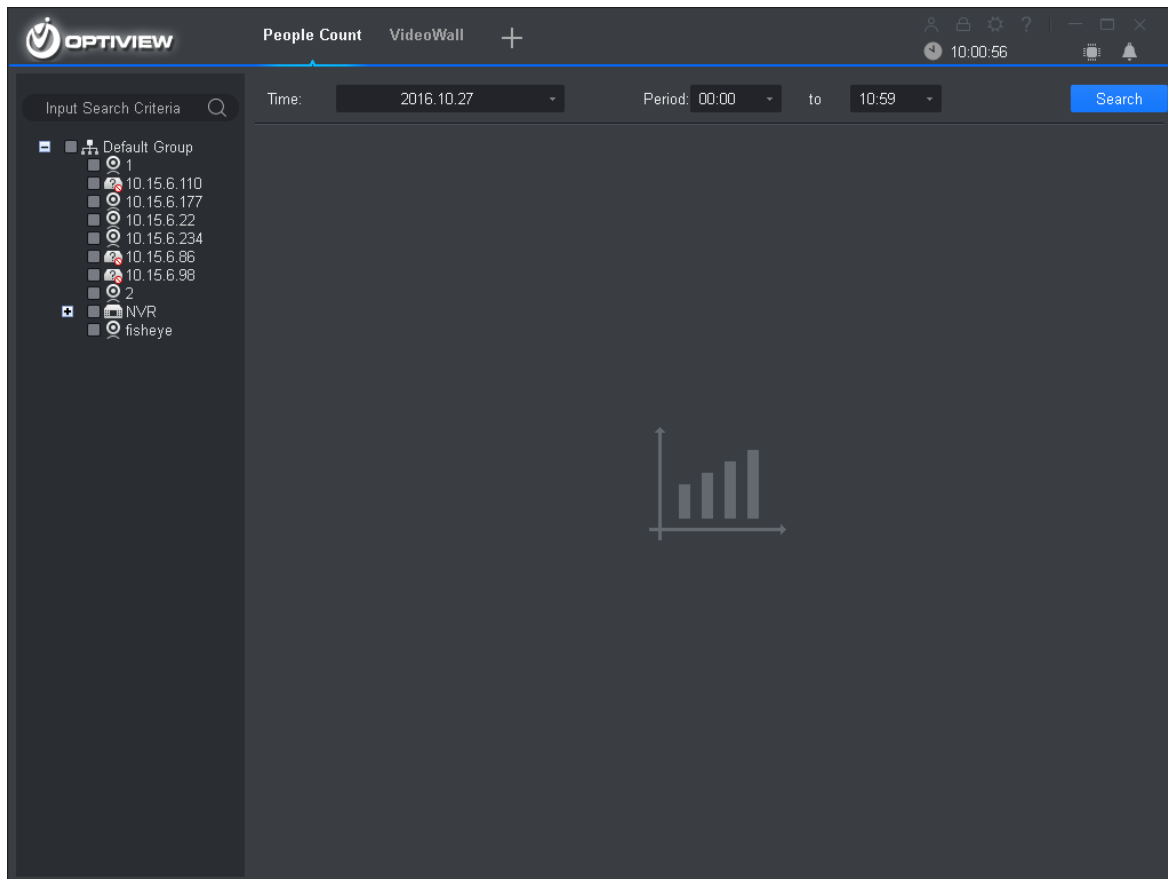 OPTIVIEW People Count VideoWall ?
10:00:56
Input Search Criteria Time: 2016.10.27 Period: 00:00 to 10:59 Search
Default Group
1
10.15.6.110
10.15.6.177
10.15.6.22
10.15.6.234
10.15.6.86
10.15.6.98
2
NVR
fisheye